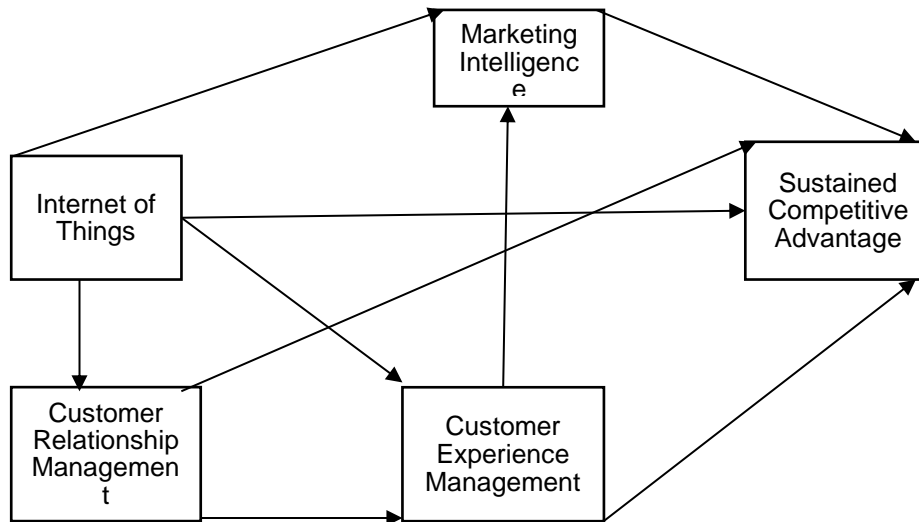 Marketing
Intelligenc
e
Internet of
Things
Sustained
Competitive
Advantage
Customer
Relationship
Managemen
t
Customer
Experience
Management